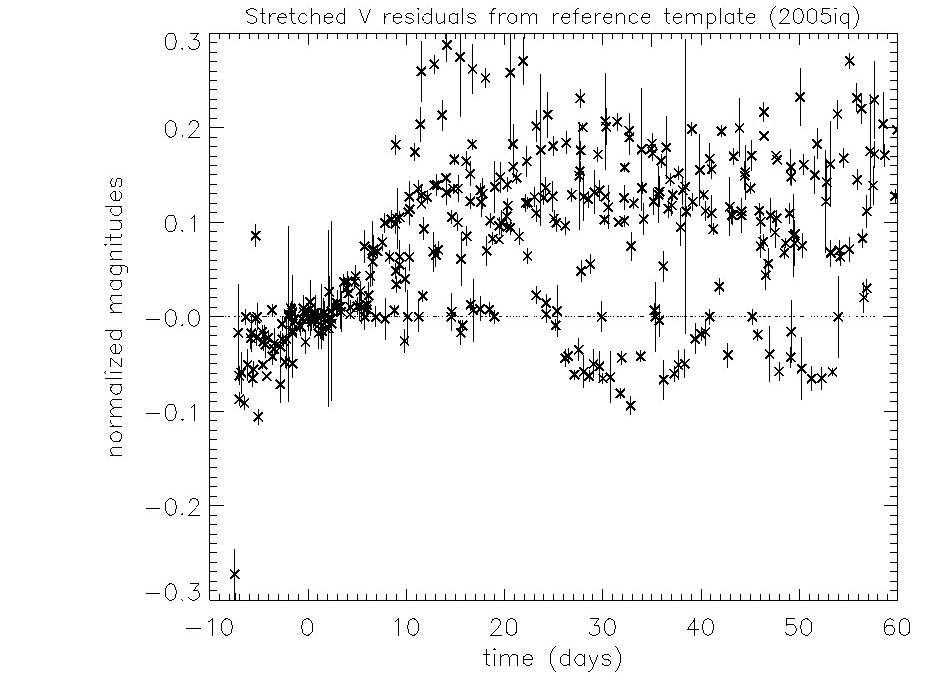 Stretched V residuals from reference template (2005iq)
0.3
0.2
0.1
-0.0
-0.1
-0.2
-0.3
normalized magnitudes
-10 0 10 20 30 40 50 60
time (days)